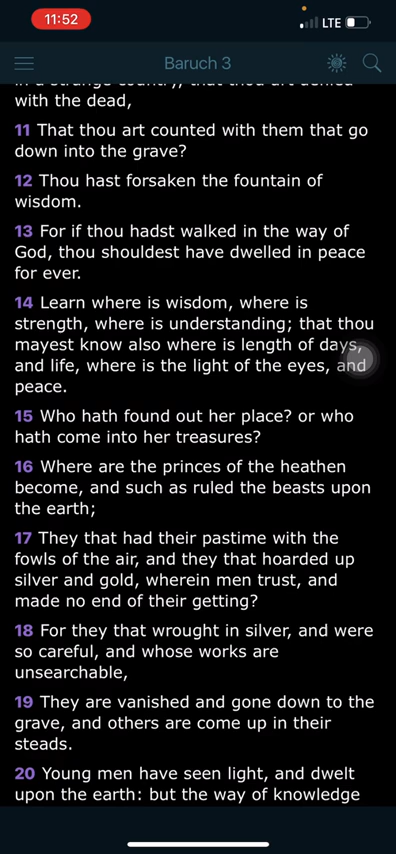 11:52
LTE
Baruch 3
in a strange country, that thou art defiled
with the dead,
11 That thou art counted with them that go
down into the grave?
12 Thou hast forsaken the fountain of
wisdom.
13 For if thou hadst walked in the way of
God, thou shouldest have dwelled in peace
for ever.
14 Learn where is wisdom, where is
strength, where is understanding; that thou
mayest know also where is length of days,
and life, where is the light of the eyes, and
peace.
15 Who hath found out her place? or who
hath come into her treasures?
16 Where are the princes of the heathen
become, and such as ruled the beasts upon
the earth;
17 They that had their pastime with the
fowls of the air, and they that hoarded up
silver and gold, wherein men trust, and
made no end of their getting?
18 For they that wrought in silver, and were
so careful, and whose works are
unsearchable,
19 They are vanished and gone down to the
grave, and others are come up in their
steads.
20 Young men have seen light, and dwelt
upon the earth: but the way of knowledge